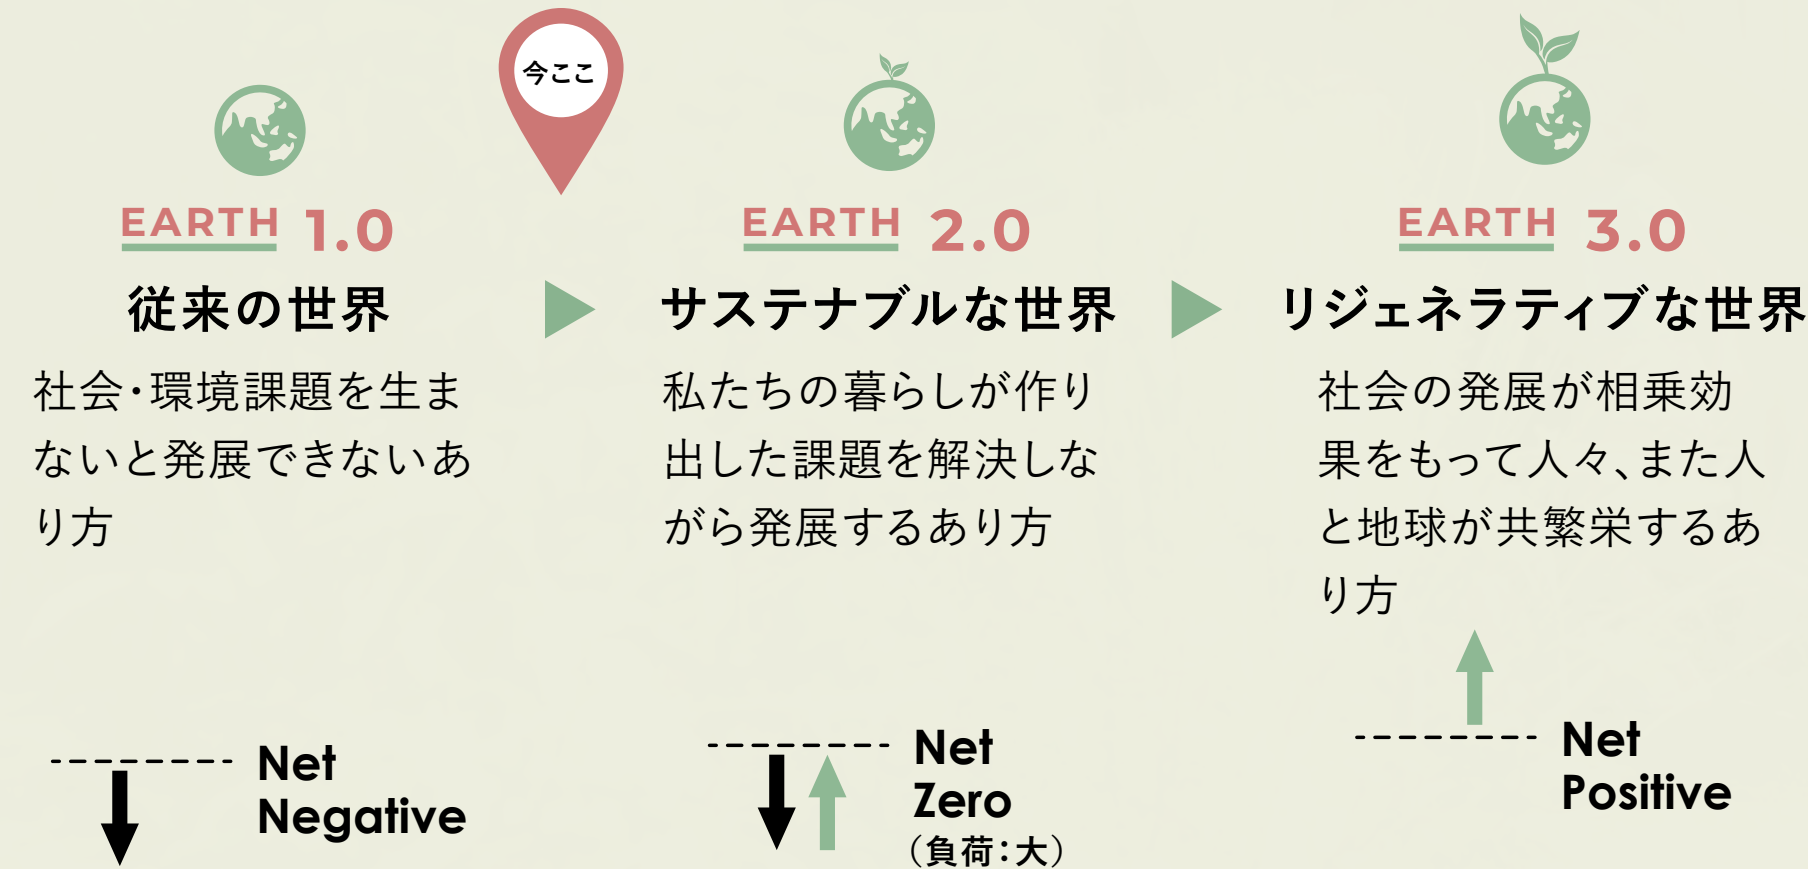 今ここ
EARTH 1.0
従来の世界
社会・環境課題を生ま
ないと発展できないあ
り方
Net
Negative
EARTH 2.0
サステナブルな世界
私たちの暮らしが作り
出した課題を解決しな
がら発展するあり方
Net
Zero
（負荷：大）
EARTH 3.0
リジェネラティブな世界
社会の発展が相乗効
果をもって人々、また人
と地球が共繁栄するあ
り方
Net
Positive